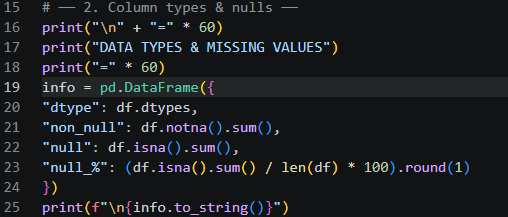 15 # —— 2. Column types & nulls ——
16 print("\n" + "=" * 60)
17 print("DATA TYPES & MISSING VALUES")
18 print("=" * 60)
19 info = pd.DataFrame({
20 "dtype": df.dtypes,
21 "non_null": df.notna().sum(),
22 "null": df.isna().sum(),
23 "null_%": (df.isna().sum() / len(df) * 100).round(1)
24 })
25 print(f"\n{info.to_string()}")